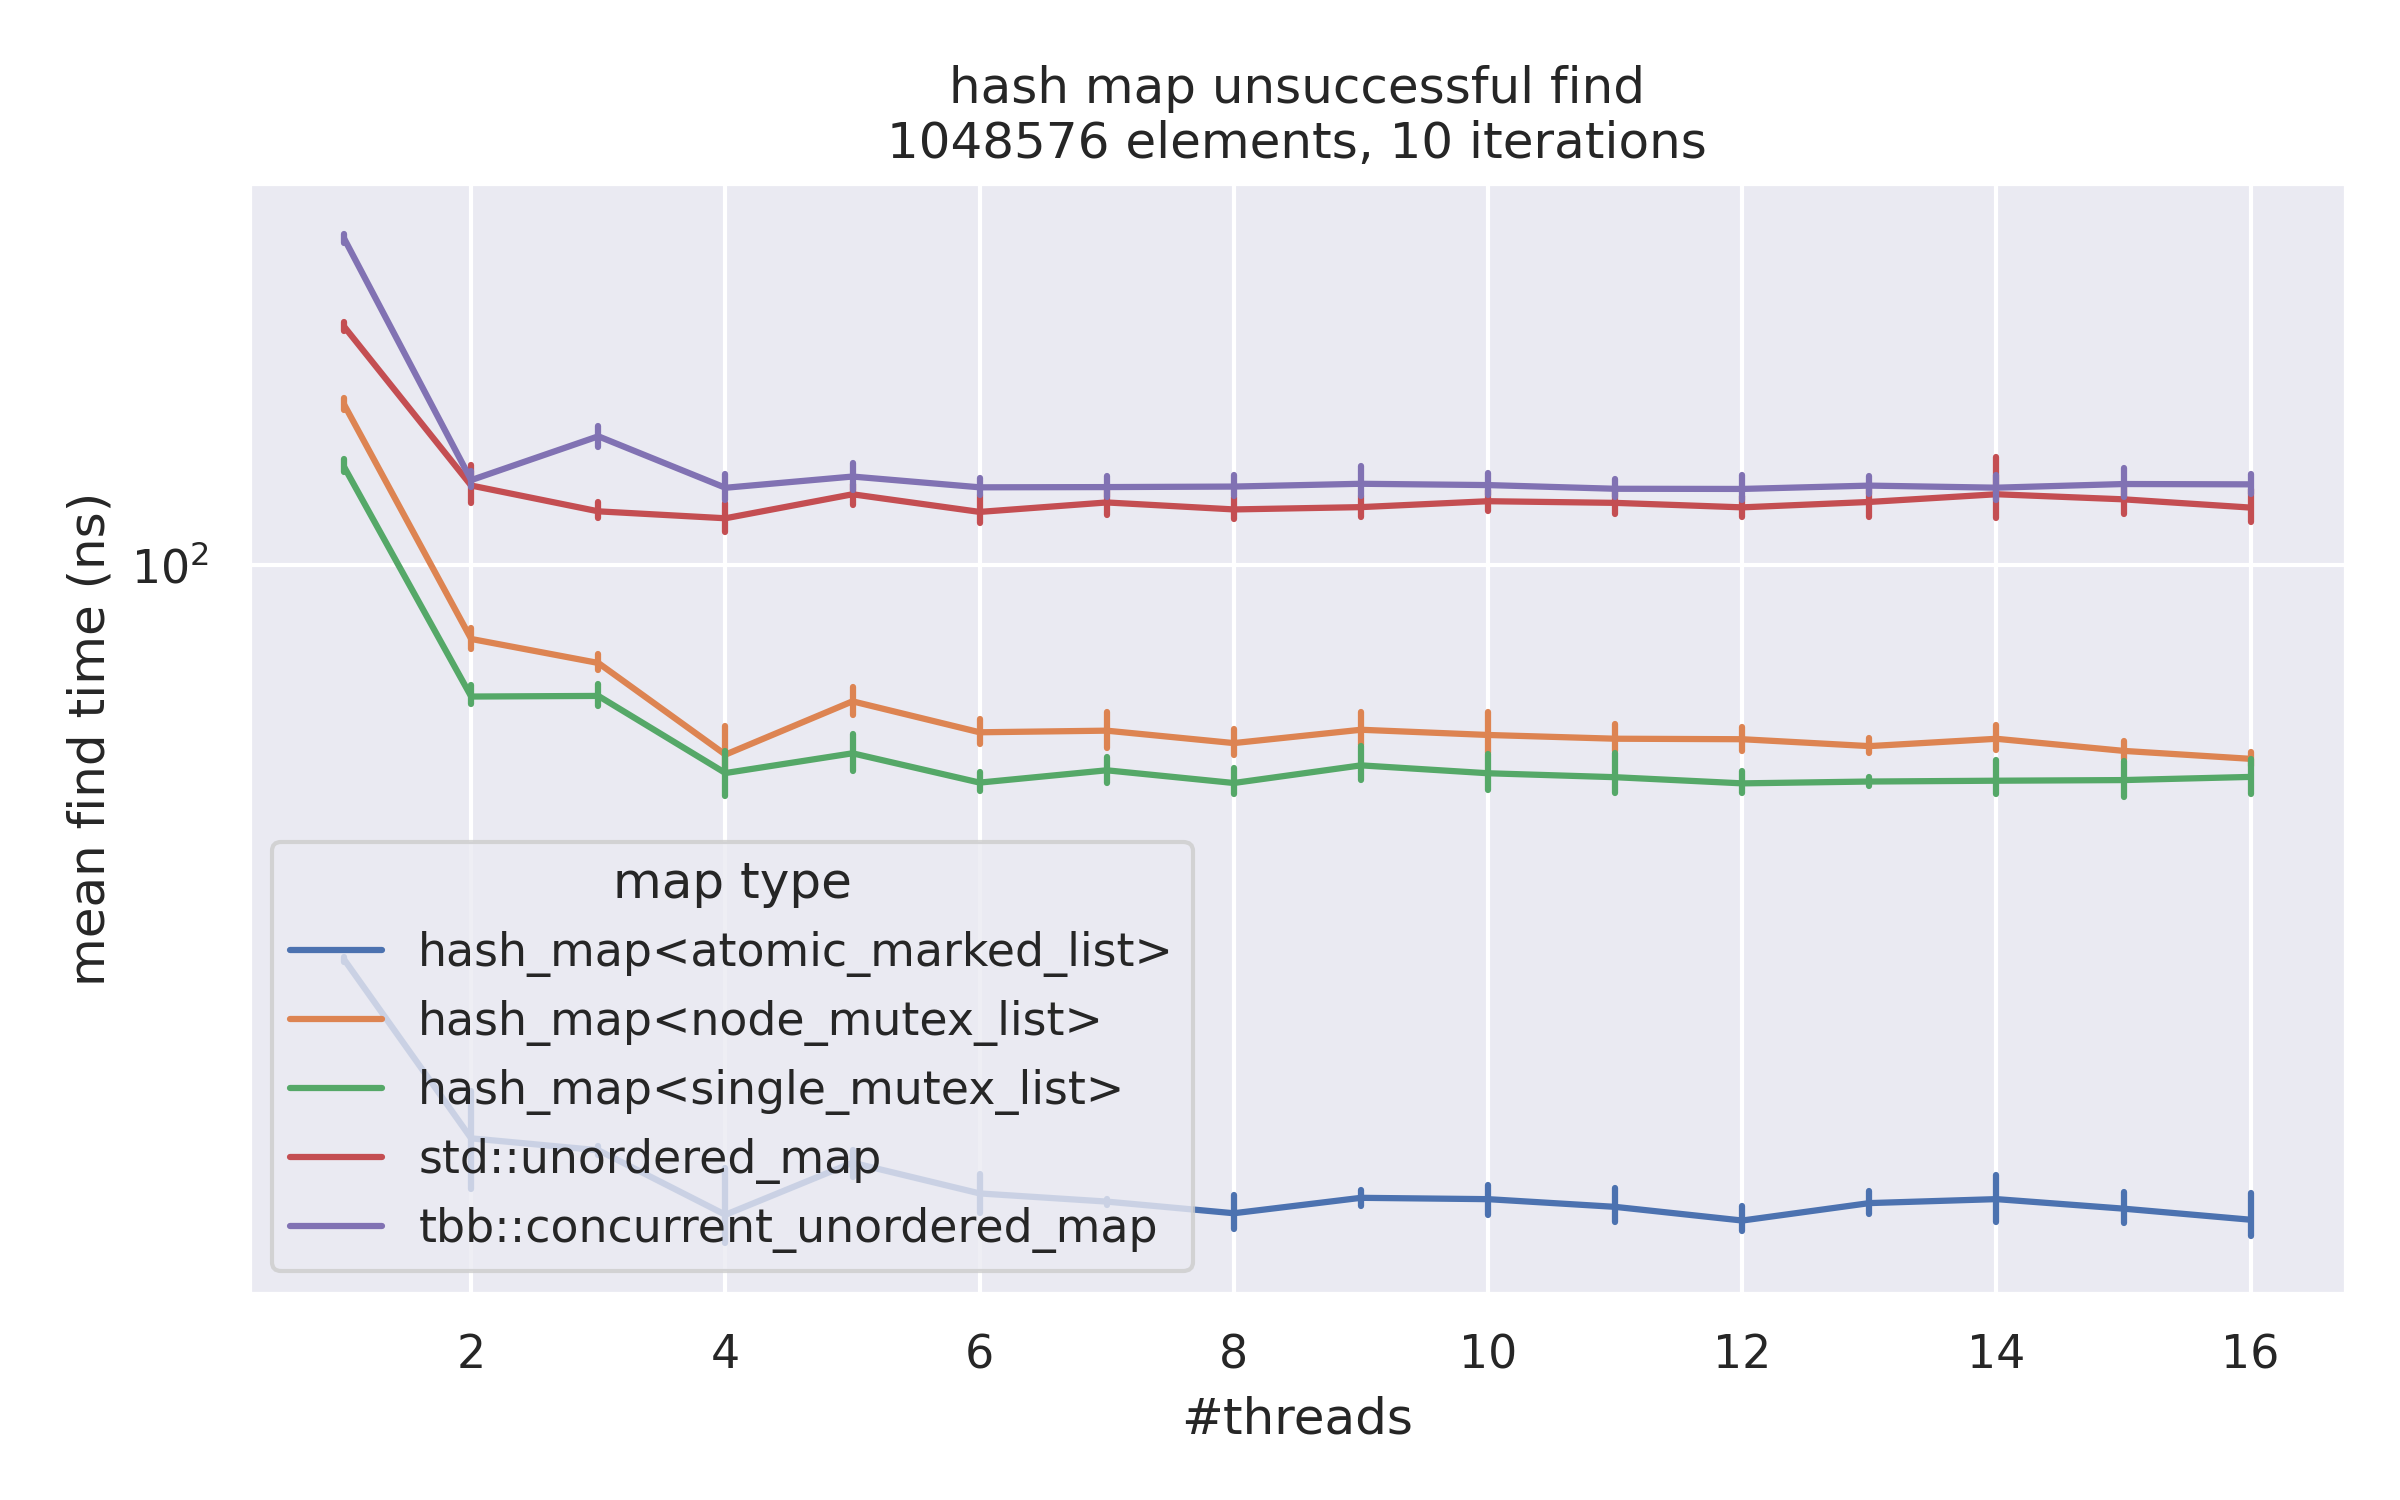 hash map unsuccessful find
1048576 elements, 10 iterations
mean find time (ns)
10²
map type
hash_map<atomic_marked_list>
hash_map<node_mutex_list>
hash_map<single_mutex_list>
std::unordered_map
tbb::concurrent_unordered_map
2 4 6 8 10 12 14 16
#threads